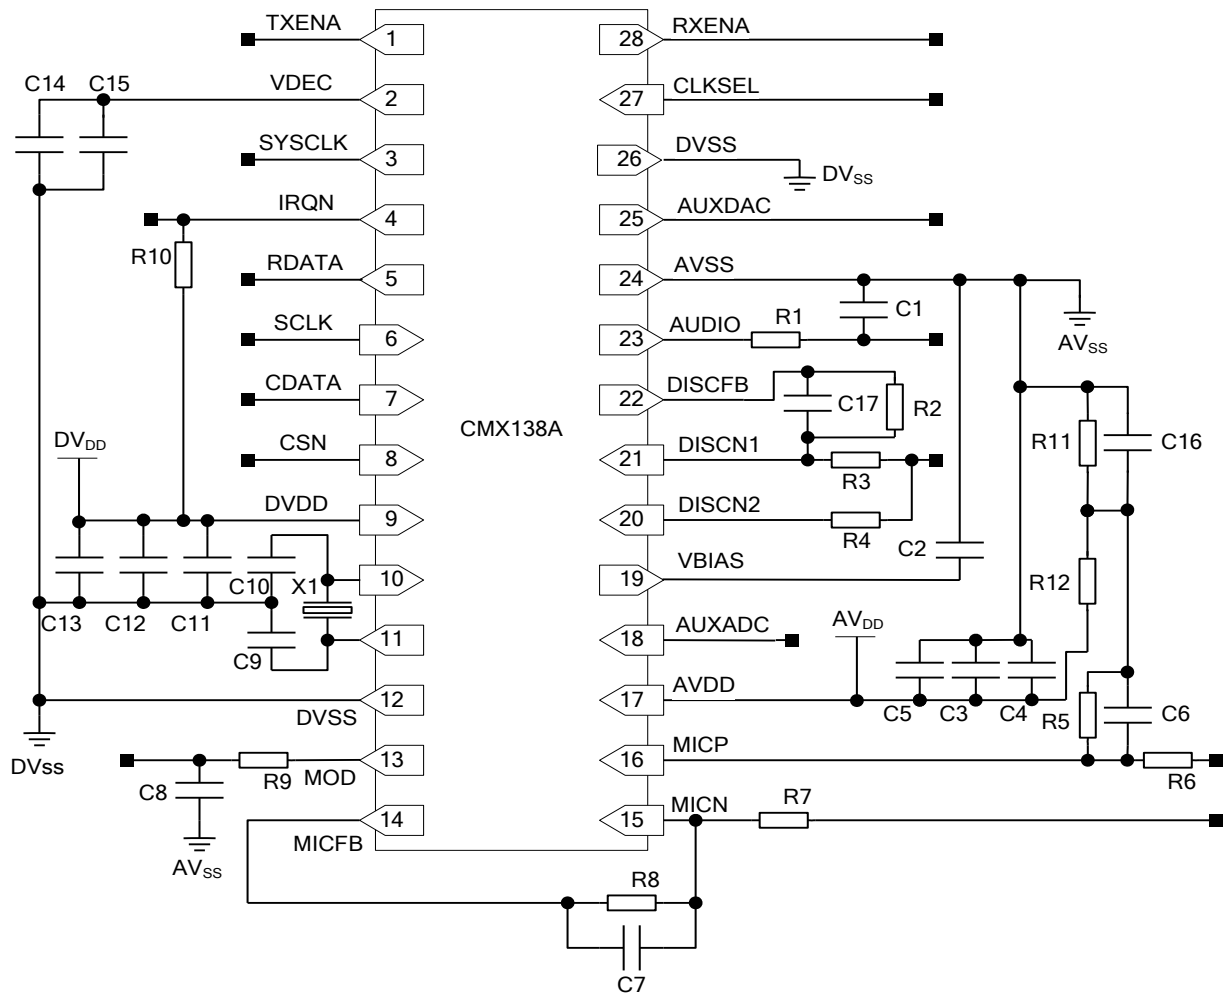 TXENA
1
28
RXENA
C14
C15
VDEC
2
27
CLKSEL
SYSCLK
3
26
DVSS
DVSS
IRQN
4
25
AUXDAC
R10
RDATA
5
24
AVSS
C1
SCLK
6
23
AUDIO
R1
AVSS
CDATA
7
22
DISCFB
C17
R2
CMX138A
DVDD
CSN
8
21
DISCN1
R3
R11
C16
DVDD
9
20
DISCN2
R4
C2
C10
X1
10
19
VBIAS
R12
C13
C12
C11
C9
11
18
AUXADC
AVDD
12
DVSS
17
AVDD
C5
C3
C4
R5
C6
DVss
13
MOD
R9
C8
16
MICP
R6
14
MICFB
15
MICN
R7
AVSS
R8
C7